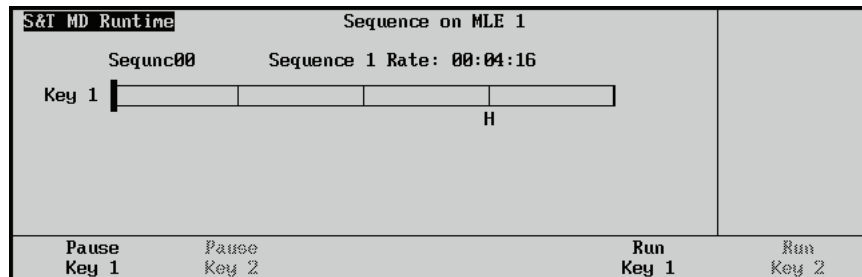 S&T MD Runtime
Sequence on MLE 1
Sequnc00 Sequence 1 Rate: 00:04:16
Key 1
H
Pause Key 1
Pause Key 2
Run Key 1
Run Key 2